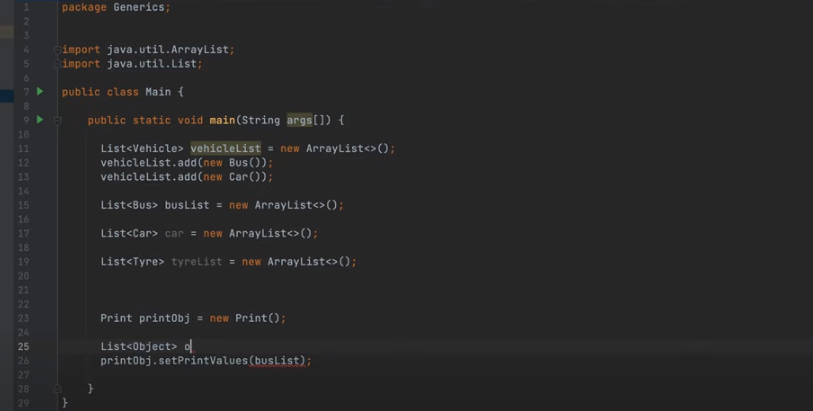 1 package Generics;
2
3
4 import java.util.ArrayList;
5 import java.util.List;
6
7 public class Main {
8
9 public static void main(String args[]) {
10
11 List<Vehicle> vehicleList = new ArrayList<>();
12 vehicleList.add(new Bus());
13 vehicleList.add(new Car());
14
15 List<Bus> busList = new ArrayList<>();
16
17 List<Car> car = new ArrayList<>();
18
19 List<Tyre> tyreList = new ArrayList<>();
20
21
22
23 Print printObj = new Print();
24
25 List<Object> o
26 printObj.setPrintValues(busList);
27
28 }
29 }